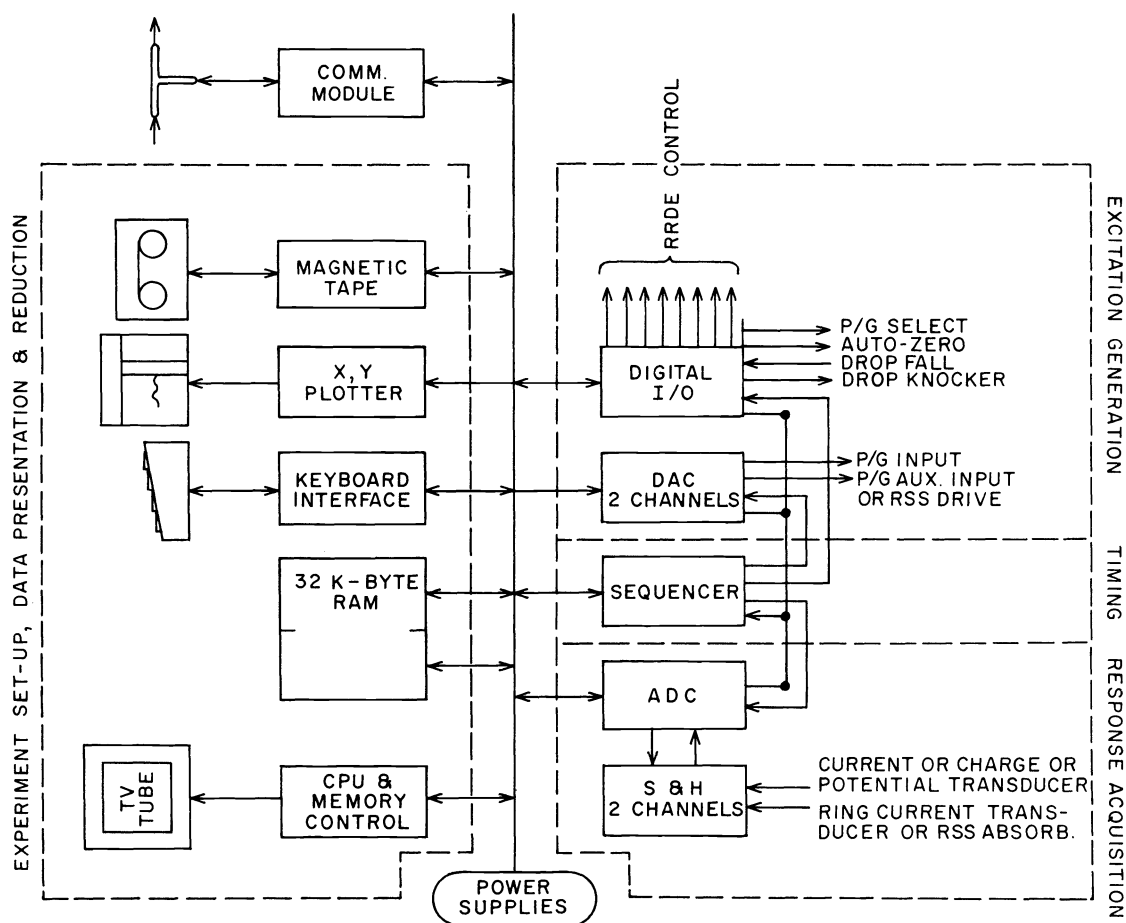 COMM.
MODULE
RRDE CONTROL
EXPERIMENT SET-UP, DATA PRESENTATION & REDUCTION
MAGNETIC
TAPE
X, Y
PLOTTER
KEYBOARD
INTERFACE
32 K-BYTE
RAM
TV
TUBE
CPU &
MEMORY
CONTROL
POWER
SUPPLIES
DIGITAL
I/O
P/G SELECT
AUTO-ZERO
DROP FALL
DROP KNOCKER
DAC
2 CHANNELS
P/G INPUT
P/G AUX. INPUT
OR RSS DRIVE
SEQUENCER
ADC
S & H
2 CHANNELS
CURRENT OR CHARGE OR
POTENTIAL TRANSDUCER
RING CURRENT TRANS-
DUCER OR RSS ABSORB.
EXCITATION GENERATION
TIMING
RESPONSE ACQUISITION